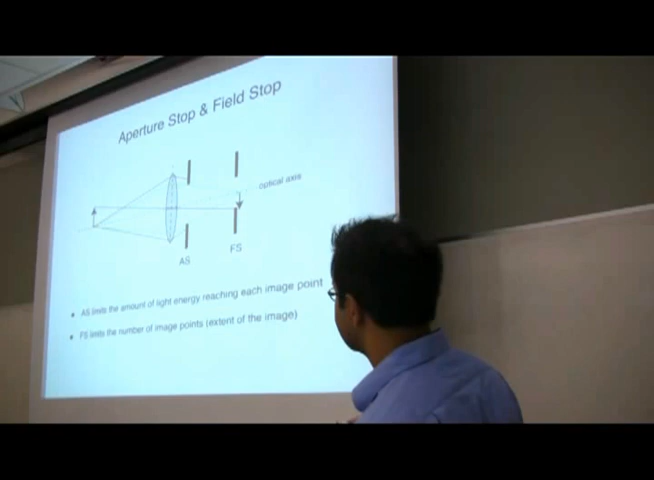 Aperture Stop & Field Stop
optical axis
FS
AS
AS limits the amount of light energy reaching each image point
FS limits the number of image points (extent of the image)